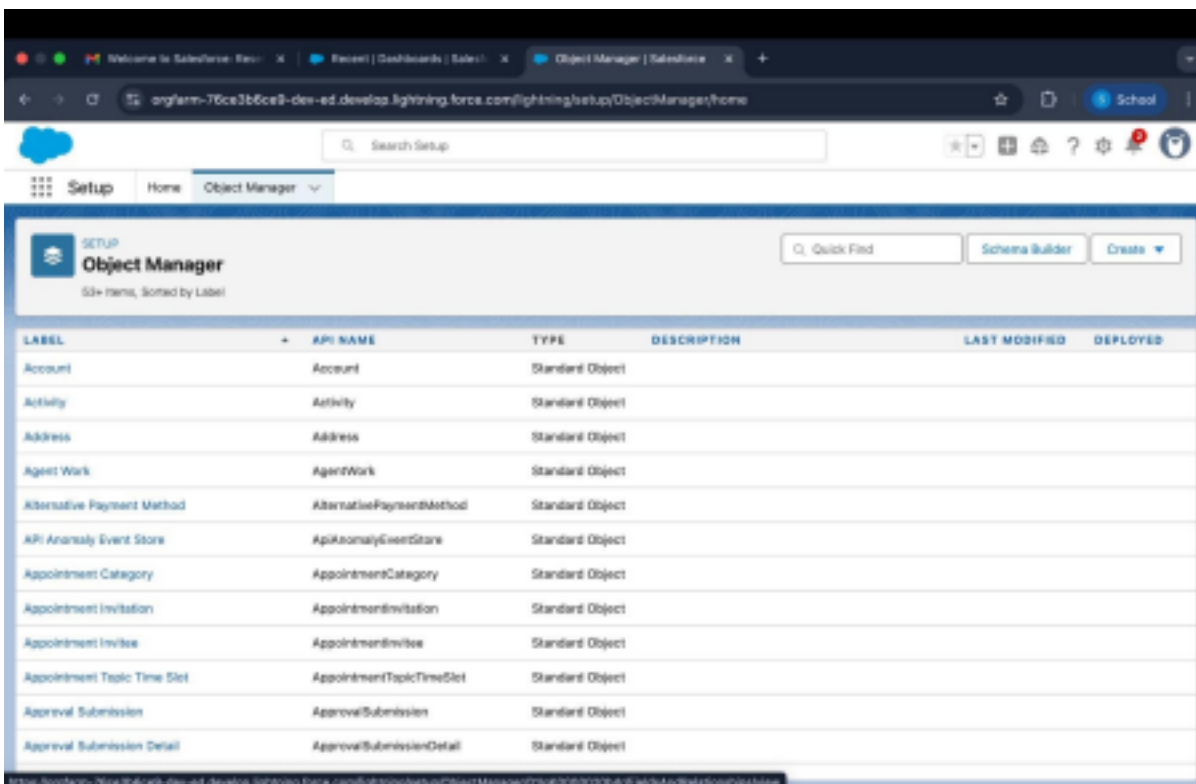 Welcome to Salesforce: Rese
Recent | Dashboards | Salesf
Object Manager | Salesforce
orgfarm-76ce3b6ce9-dev-ed.develop.lightning.force.com/lightning/setup/ObjectManager/home
S School
Search Setup
Setup Home Object Manager
SETUP
Object Manager
53+ Items, Sorted by Label
Quick Find
Schema Builder
Create
LABEL API NAME TYPE DESCRIPTION LAST MODIFIED DEPLOYED
Account Account Standard Object
Activity Activity Standard Object
Address Address Standard Object
Agent Work AgentWork Standard Object
Alternative Payment Method AlternativePaymentMethod Standard Object
API Anomaly Event Store ApiAnomalyEventStore Standard Object
Appointment Category AppointmentCategory Standard Object
Appointment Invitation AppointmentInvitation Standard Object
Appointment Invitee AppointmentInvitee Standard Object
Appointment Topic Time Slot AppointmentTopicTimeSlot Standard Object
Approval Submission ApprovalSubmission Standard Object
Approval Submission Detail ApprovalSubmissionDetail Standard Object